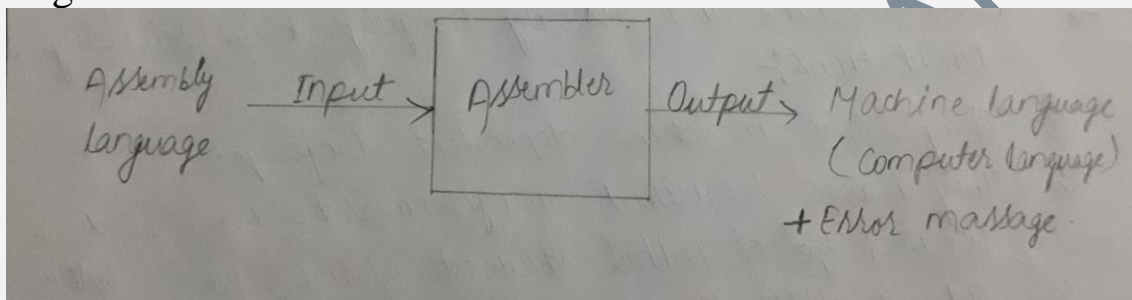 Assembly
language
Input
Assembler
Output
Machine language
(Computer language)
+ Error massage.